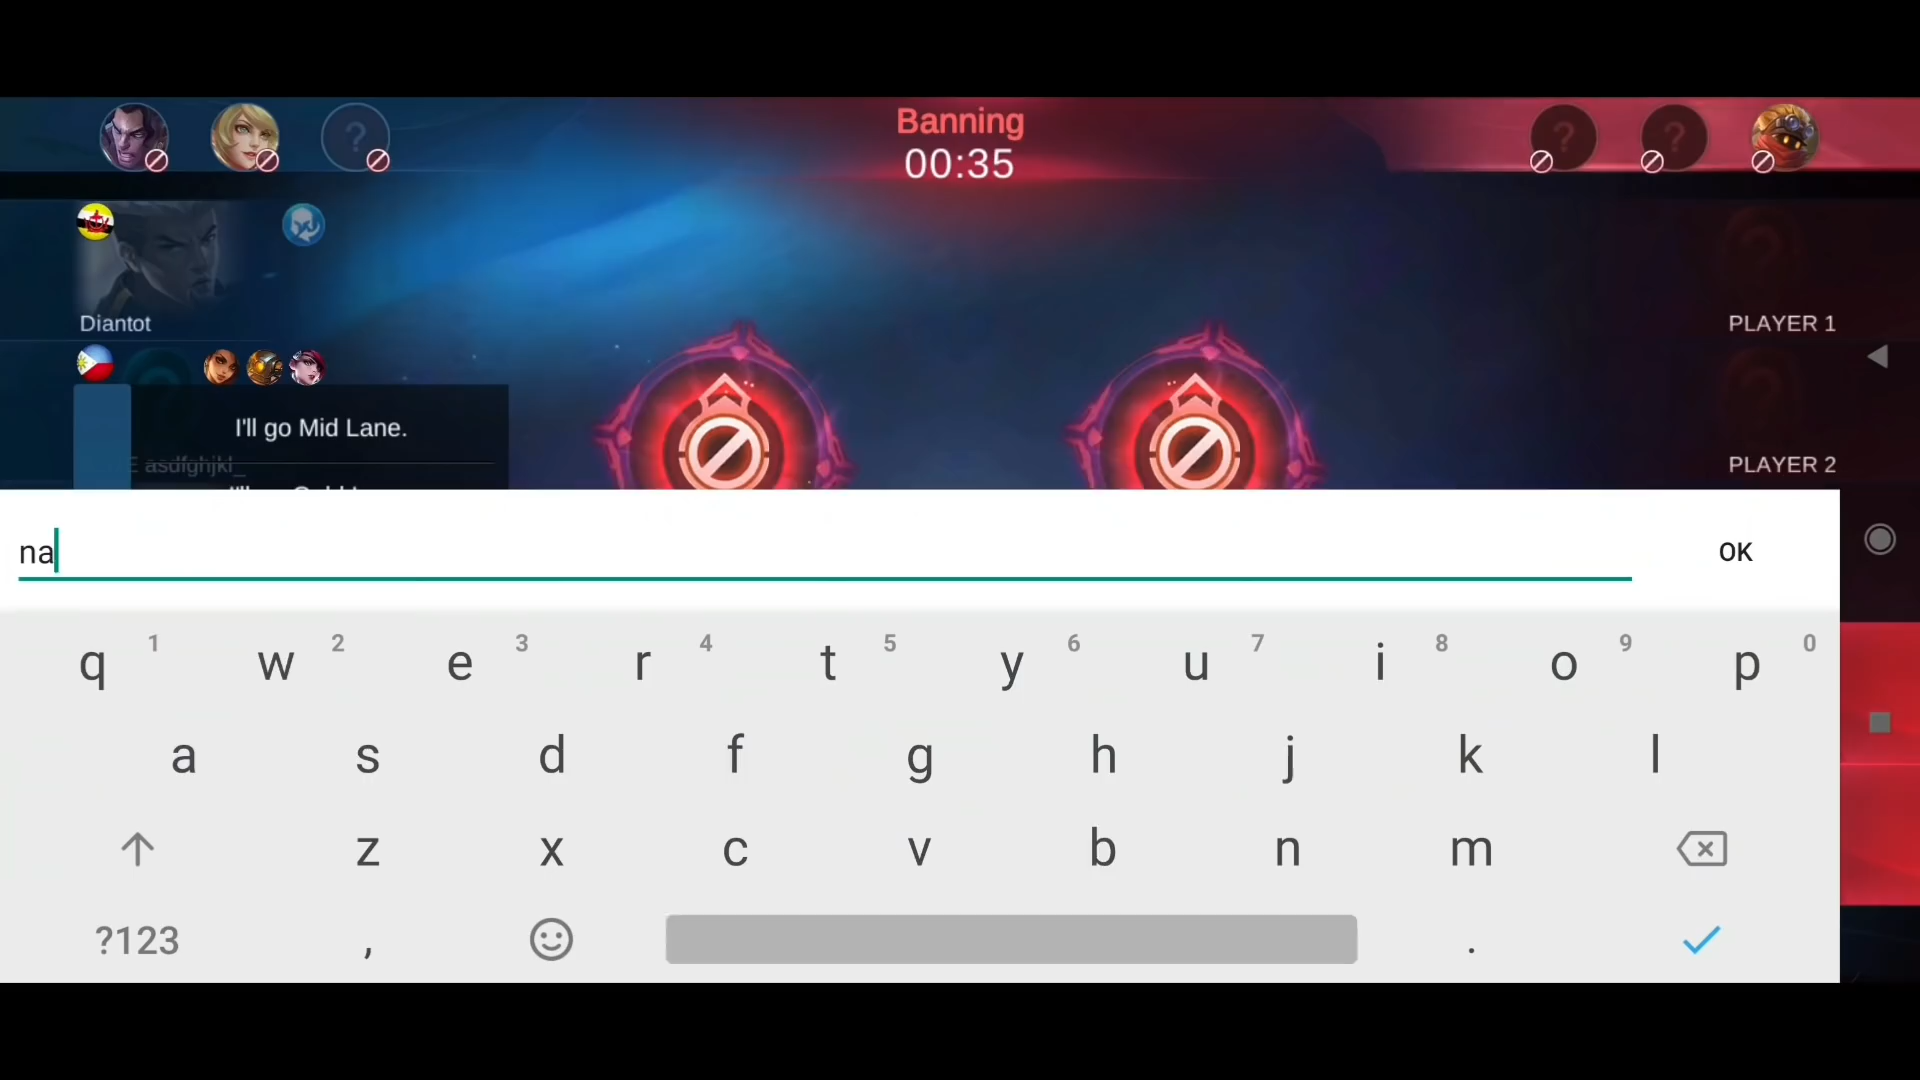 Banning
00:35
Diantot
PLAYER 1
I'll go Mid Lane.
asdfghjkl_
PLAYER 2
na
OK
q 1 w 2 e 3 r 4 t 5 y 6 u 7 i 8 o 9 p 0
a s d f g h j k l
z x c v b n m
?123 , .